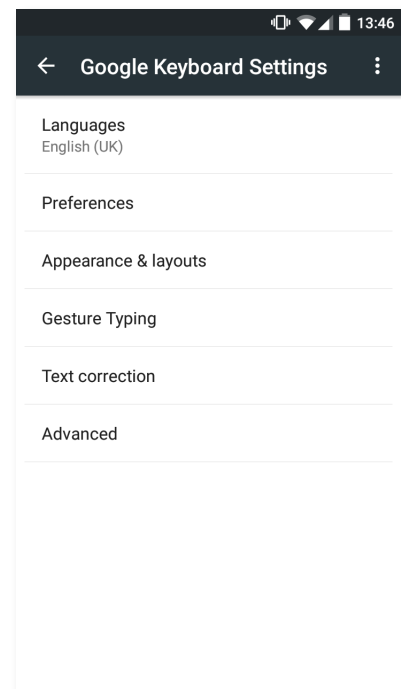 13:46
Google Keyboard Settings
Languages
English (UK)
Preferences
Appearance & layouts
Gesture Typing
Text correction
Advanced